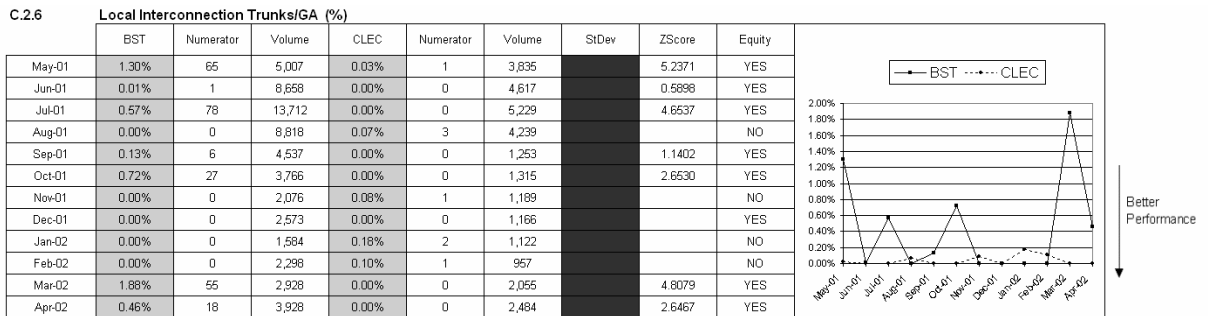 C.2.6 Local Interconnection Trunks/GA (%)
BST Numerator Volume CLEC Numerator Volume StDev ZScore Equity
May-01 1.30% 65 5,007 0.03% 1 3,835 5.2371 YES
Jun-01 0.01% 1 8,658 0.00% 0 4,617 0.5898 YES
Jul-01 0.57% 78 13,712 0.00% 0 5,229 4.6537 YES
Aug-01 0.00% 0 8,818 0.07% 3 4,239 NO
Sep-01 0.13% 6 4,537 0.00% 0 1,253 1.1402 YES
Oct-01 0.72% 27 3,766 0.00% 0 1,315 2.6530 YES
Nov-01 0.00% 0 2,076 0.08% 1 1,189 NO
Dec-01 0.00% 0 2,573 0.00% 0 1,166 YES
Jan-02 0.00% 0 1,584 0.18% 2 1,122 NO
Feb-02 0.00% 0 2,298 0.10% 1 957 NO
Mar-02 1.88% 55 2,928 0.00% 0 2,055 4.8079 YES
Apr-02 0.46% 18 3,928 0.00% 0 2,484 2.6467 YES
BST CLEC
2.00%
1.80%
1.60%
1.40%
1.20%
1.00%
0.80%
0.60%
0.40%
0.20%
0.00%
May-01 Jun-01 Jul-01 Aug-01 Sep-01 Oct-01 Nov-01 Dec-01 Jan-02 Feb-02 Mar-02 Apr-02
Better
Performance